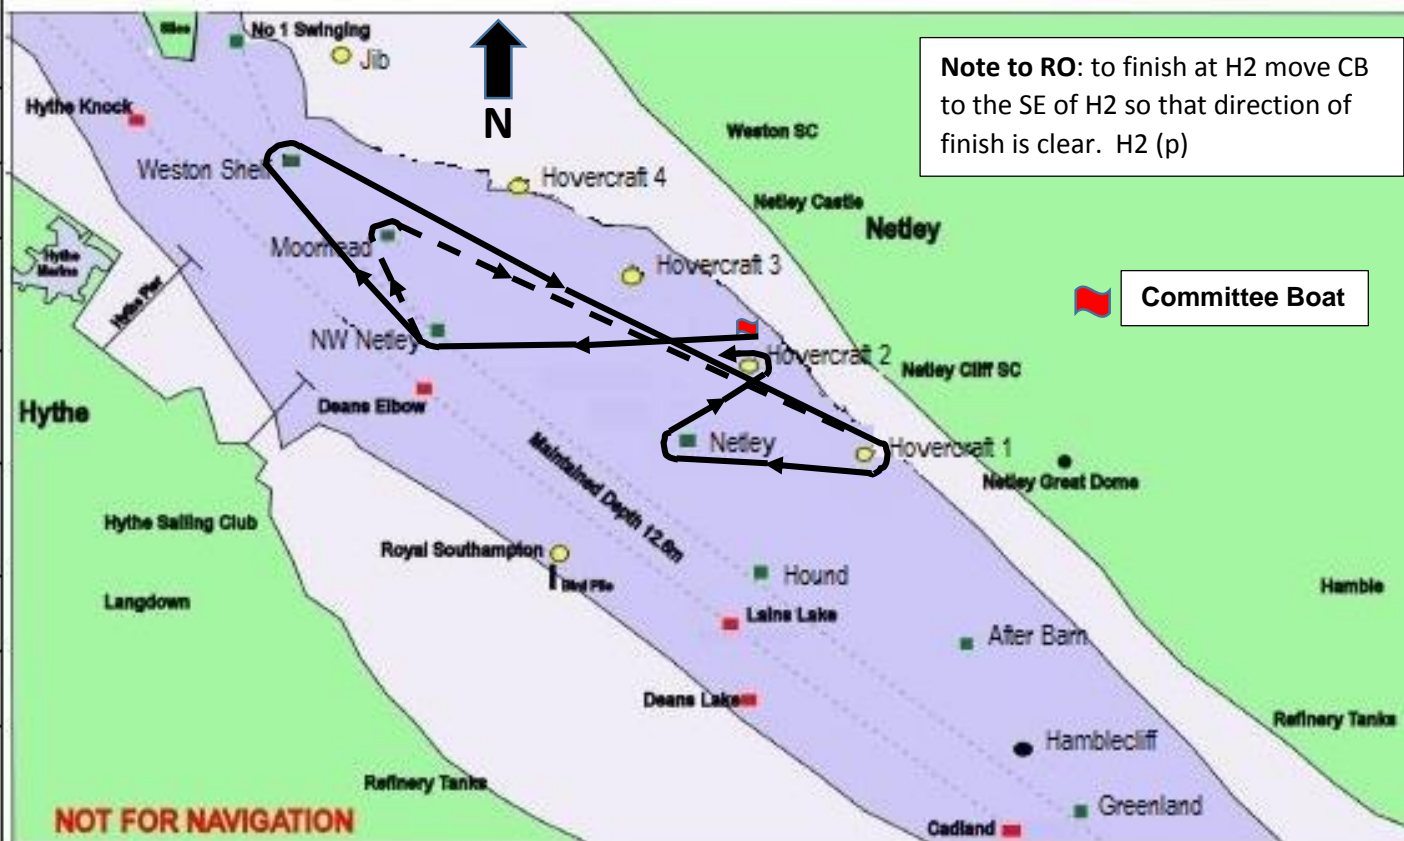 Silos
No 1 Swinging
Jib
N
Note to RO: to finish at H2 move CB
to the SE of H2 so that direction of
finish is clear. H2 (p)
Hythe Knock
Weston SC
Weston Shelf
Hovercraft 4
Netley Castle
Netley
Moorhead
Hythe
Marina
Hovercraft 3
Hythe Pier
Committee Boat
NW Netley
Hovercraft 2
Netley Cliff SC
Hythe
Deans Elbow
Netley
Hovercraft 1
Maintained Depth 12.6m
Netley Great Dome
Hythe Sailing Club
Royal Southampton
Bird Pile
Hound
Hamble
Langdown
Lains Lake
After Barn
Deans Lake
Refinery Tanks
Hamblecliff
Refinery Tanks
NOT FOR NAVIGATION
Greenland
Cadland